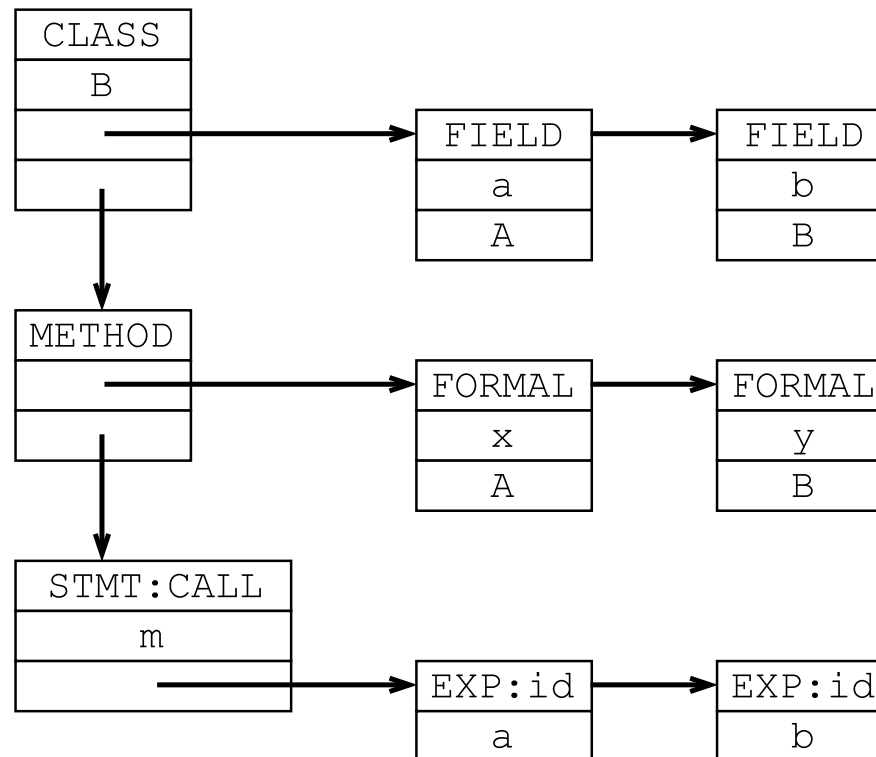 CLASS
B
FIELD FIELD
a b
A B
METHOD
FORMAL FORMAL
x y
A B
STMT:CALL
m
EXP:id EXP:id
a b